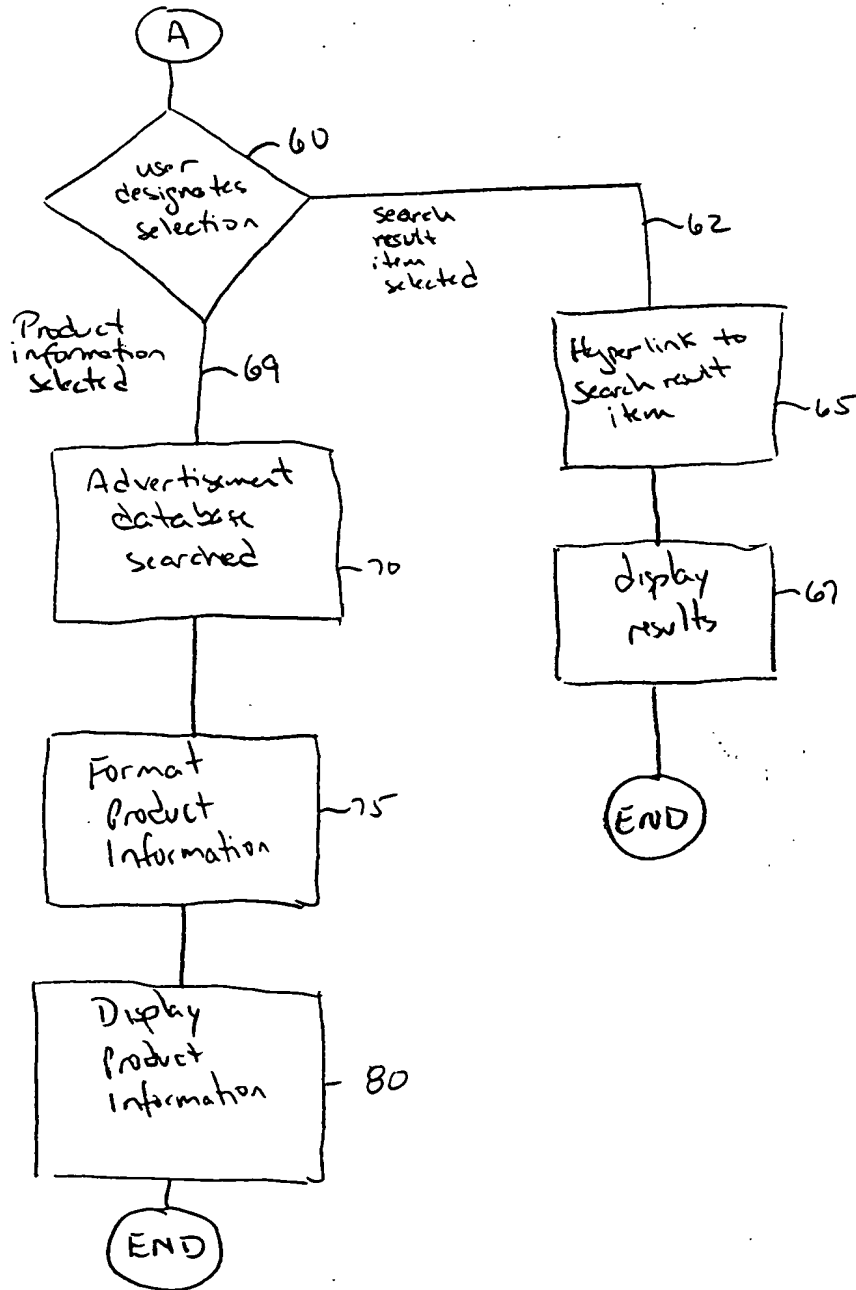 A
user
designates
selection
60
search
result
item
selected
62
Product
information
selected
69
Hyperlink to
search result
item
65
Advertisement
database
searched
70
display
results
67
Format
Product
Information
75
END
Display
Product
Information
80
END